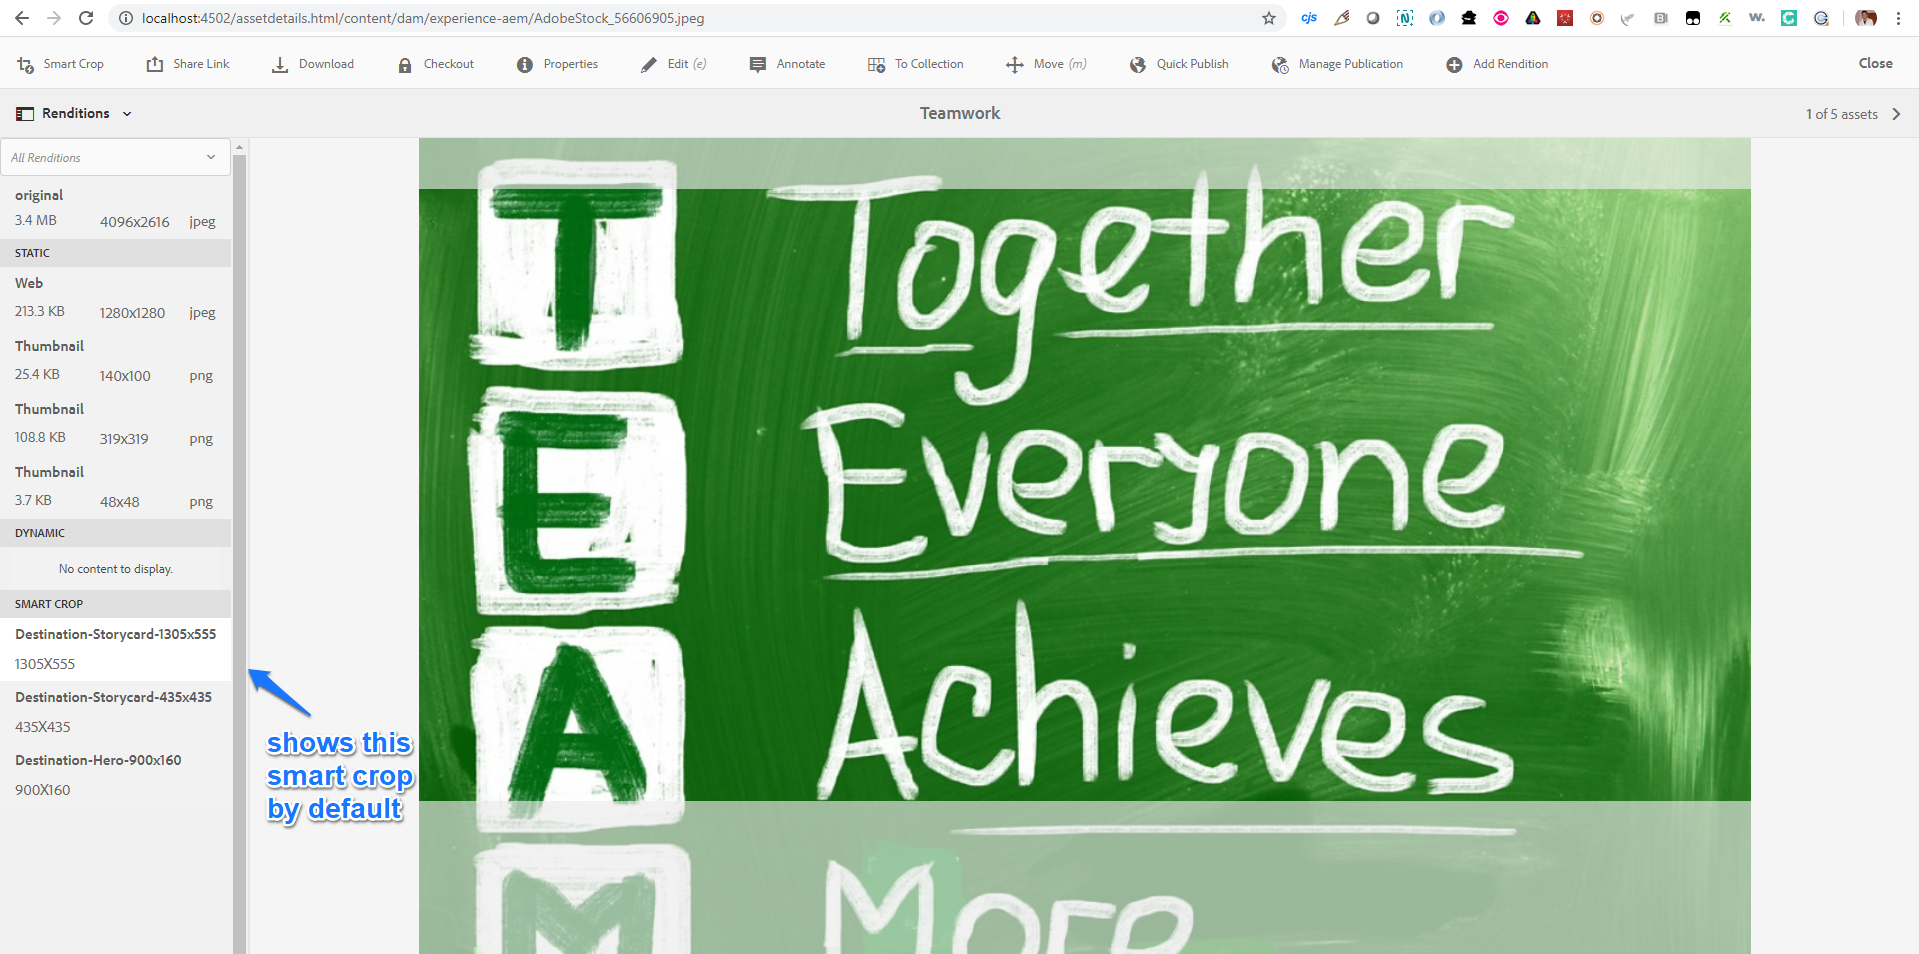 localhost:4502/assetdetails.html/content/dam/experience-aem/AdobeStock_56606905.jpeg
cjs
N
B
w.
Smart Crop
Share Link
Download
Checkout
Properties
Edit (e)
Annotate
To Collection
Move (m)
Quick Publish
Manage Publication
Add Rendition
Close
Renditions
Teamwork
1 of 5 assets
All Renditions
original
3.4 MB 4096x2616 jpeg
STATIC
Web
213.3 KB 1280x1280 jpeg
Thumbnail
25.4 KB 140x100 png
Thumbnail
108.8 KB 319x319 png
Thumbnail
3.7 KB 48x48 png
DYNAMIC
No content to display.
SMART CROP
Destination-Storycard-1305x555
1305X555
Destination-Storycard-435x435
435X435
Destination-Hero-900x160
900X160
shows this
smart crop
by default
T Together
E Everyone
A Achieves
M More